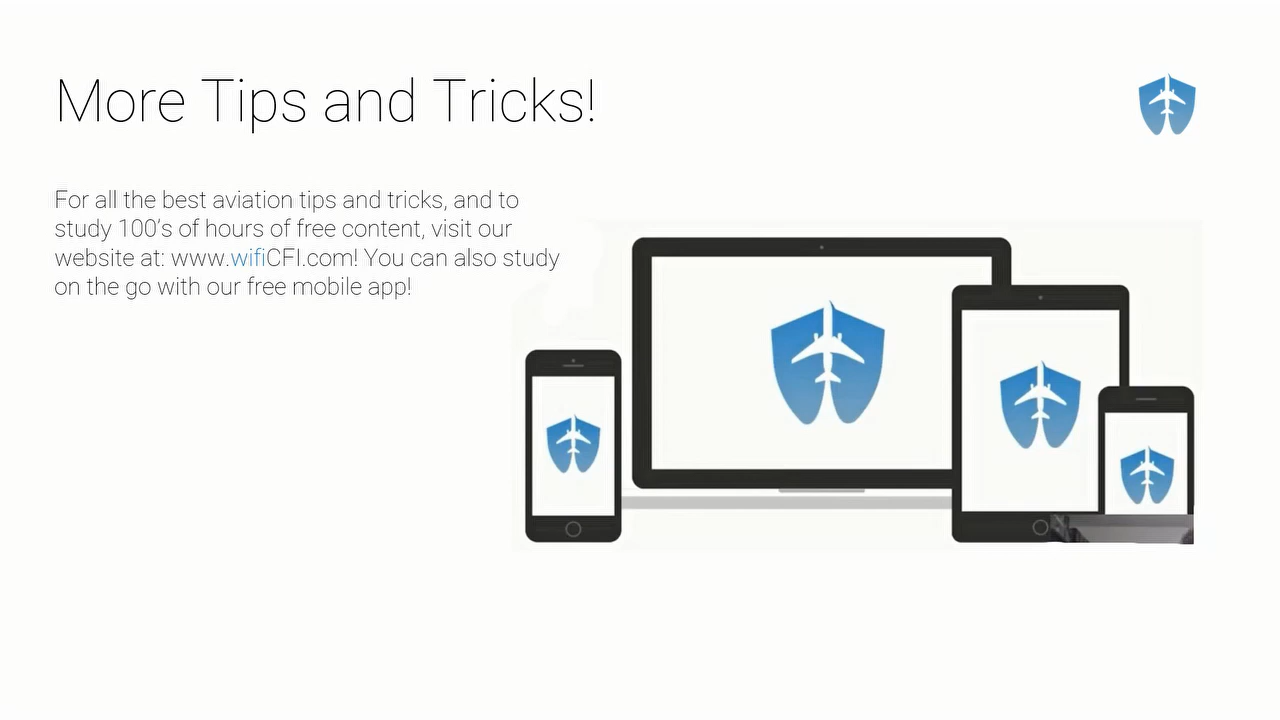 More Tips and Tricks!
For all the best aviation tips and tricks, and to
study 100’s of hours of free content, visit our
website at: www.wifiCFI.com! You can also study
on the go with our free mobile app!